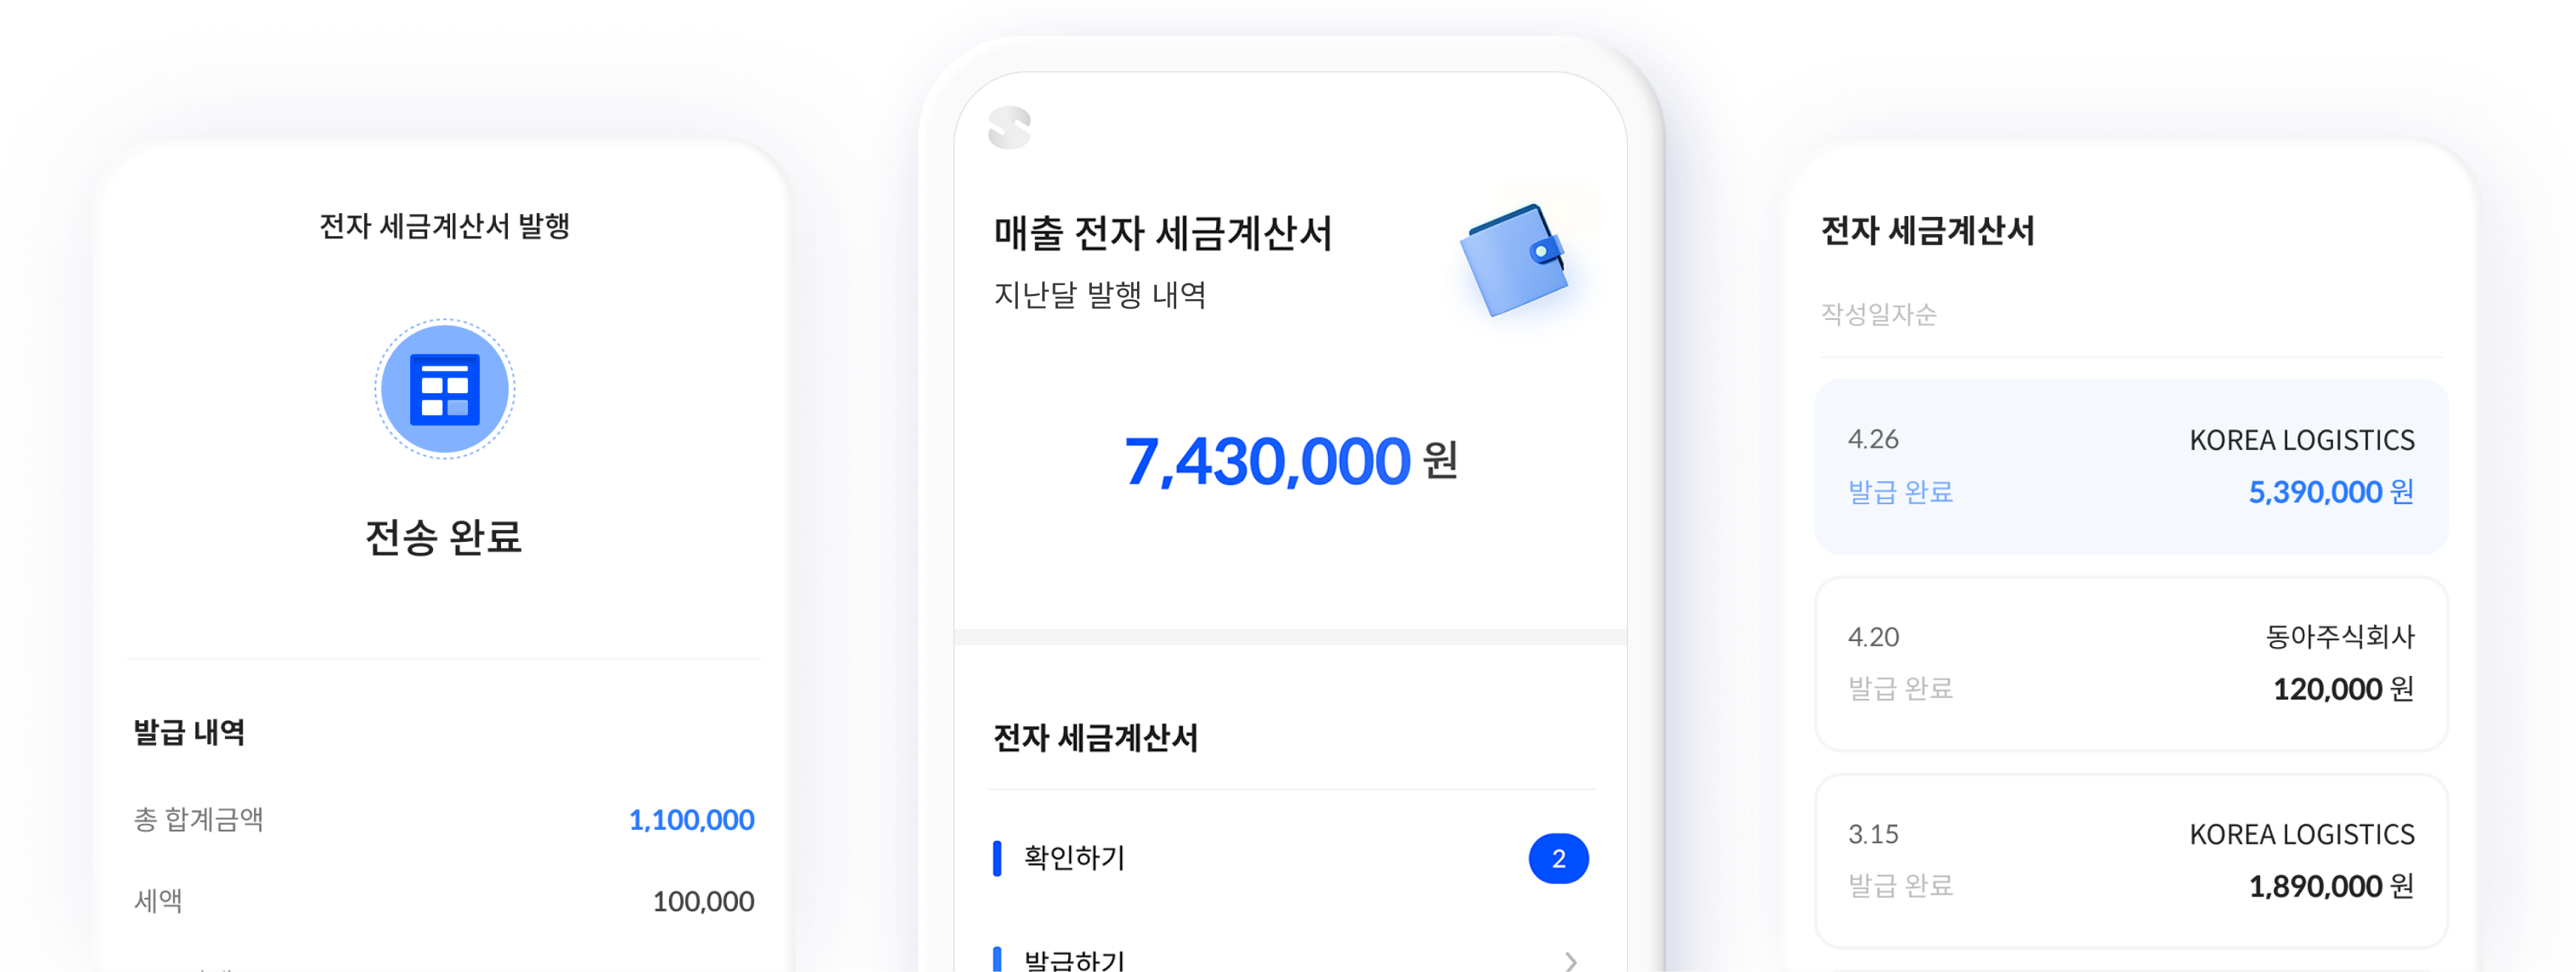 전자 세금계산서 발행
전송 완료
발급 내역
총 합계금액 1,100,000
세액 100,000
매출 전자 세금계산서
지난달 발행 내역
7,430,000 원
전자 세금계산서
확인하기 2
발급하기
전자 세금계산서
작성일자순
4.26 KOREA LOGISTICS
발급 완료 5,390,000 원
4.20 동아주식회사
발급 완료 120,000 원
3.15 KOREA LOGISTICS
발급 완료 1,890,000 원